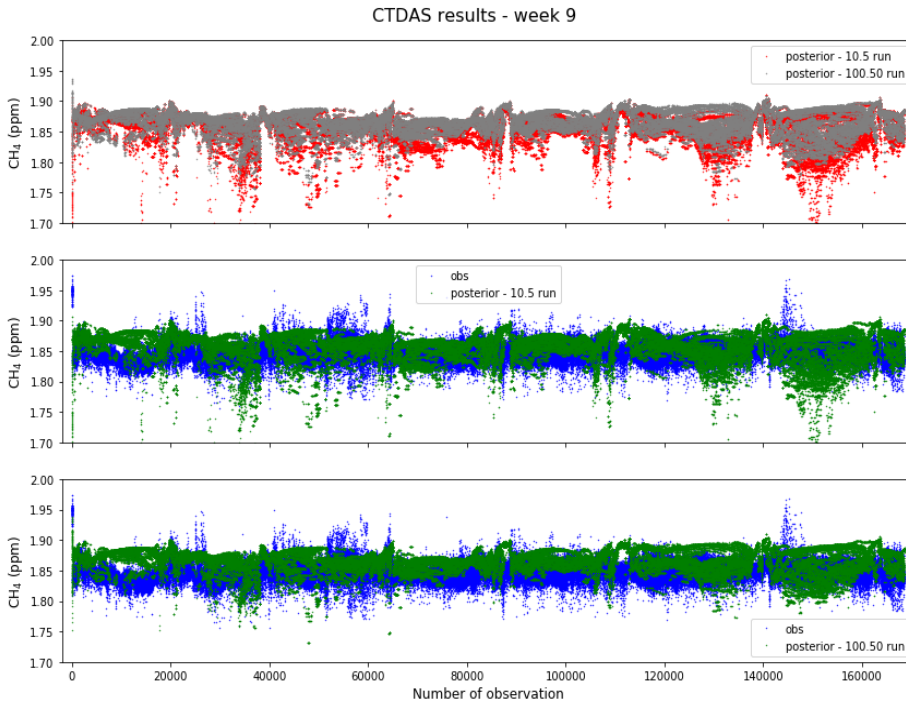 CTDAS results - week 9
2.00
1.95
1.90
1.85
1.80
1.75
1.70
CH4 (ppm)
posterior - 10.5 run
posterior - 100.50 run
2.00
1.95
1.90
1.85
1.80
1.75
1.70
CH4 (ppm)
obs
posterior - 10.5 run
2.00
1.95
1.90
1.85
1.80
1.75
1.70
CH4 (ppm)
obs
posterior - 100.50 run
0 20000 40000 60000 80000 100000 120000 140000 160000
Number of observation